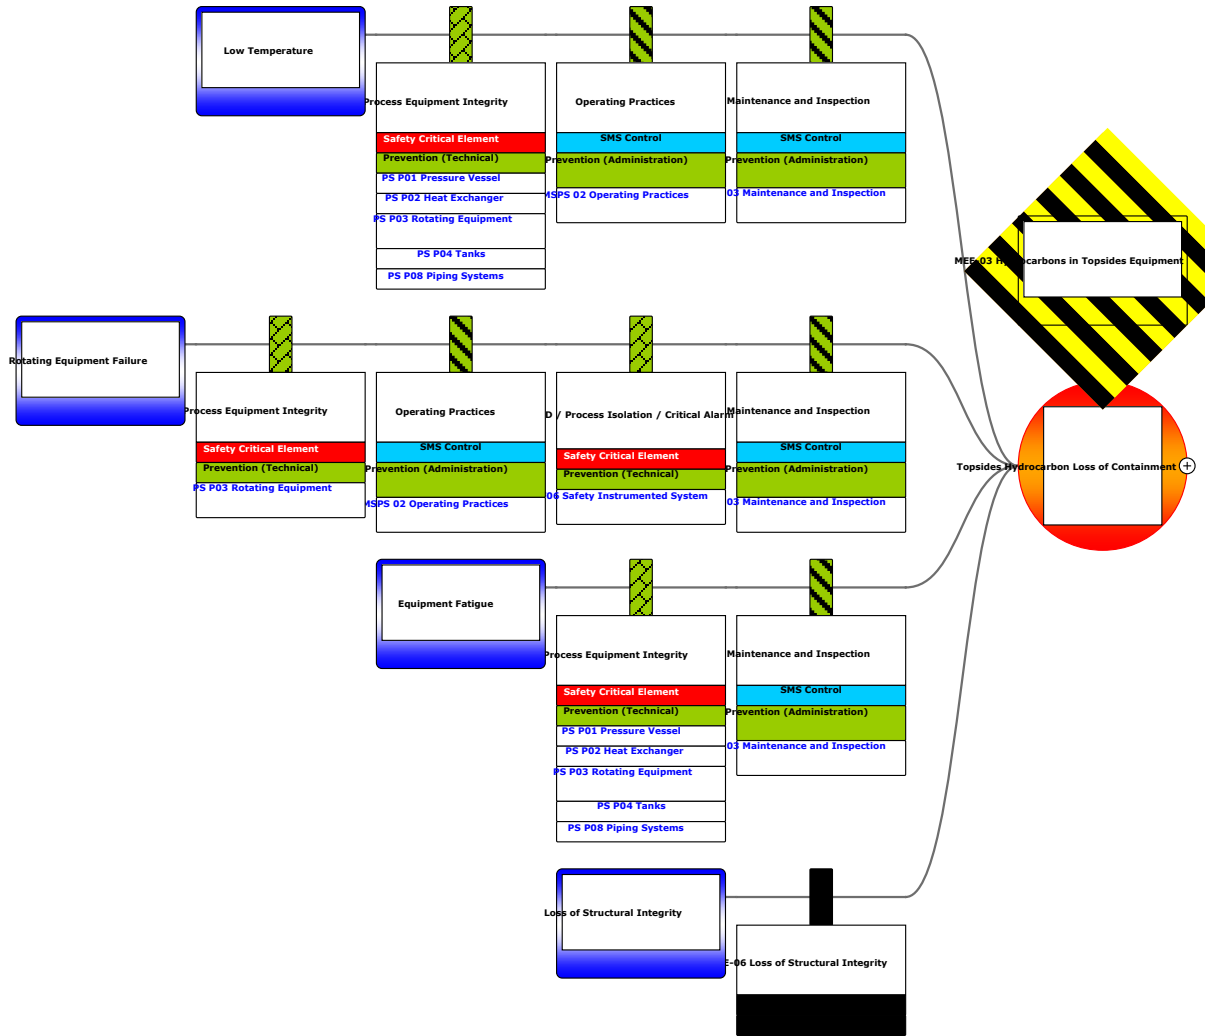 Low Temperature
Process Equipment Integrity
Operating Practices
Maintenance and Inspection
Safety Critical Element
SMS Control
SMS Control
Prevention (Technical)
Prevention (Administration)
Prevention (Administration)
PS P01 Pressure Vessel
MSPS 02 Operating Practices
03 Maintenance and Inspection
PS P02 Heat Exchanger
PS P03 Rotating Equipment
PS P04 Tanks
PS P08 Piping Systems
MEE-03 Hydrocarbons in Topsides Equipment
Rotating Equipment Failure
Process Equipment Integrity
Operating Practices
D / Process Isolation / Critical Alarm
Maintenance and Inspection
Safety Critical Element
SMS Control
Safety Critical Element
SMS Control
Prevention (Technical)
Prevention (Administration)
Prevention (Technical)
Prevention (Administration)
PS P03 Rotating Equipment
MSPS 02 Operating Practices
06 Safety Instrumented System
03 Maintenance and Inspection
Topsides Hydrocarbon Loss of Containment
Equipment Fatigue
Process Equipment Integrity
Maintenance and Inspection
Safety Critical Element
SMS Control
Prevention (Technical)
Prevention (Administration)
PS P01 Pressure Vessel
03 Maintenance and Inspection
PS P02 Heat Exchanger
PS P03 Rotating Equipment
PS P04 Tanks
PS P08 Piping Systems
Loss of Structural Integrity
E-06 Loss of Structural Integrity